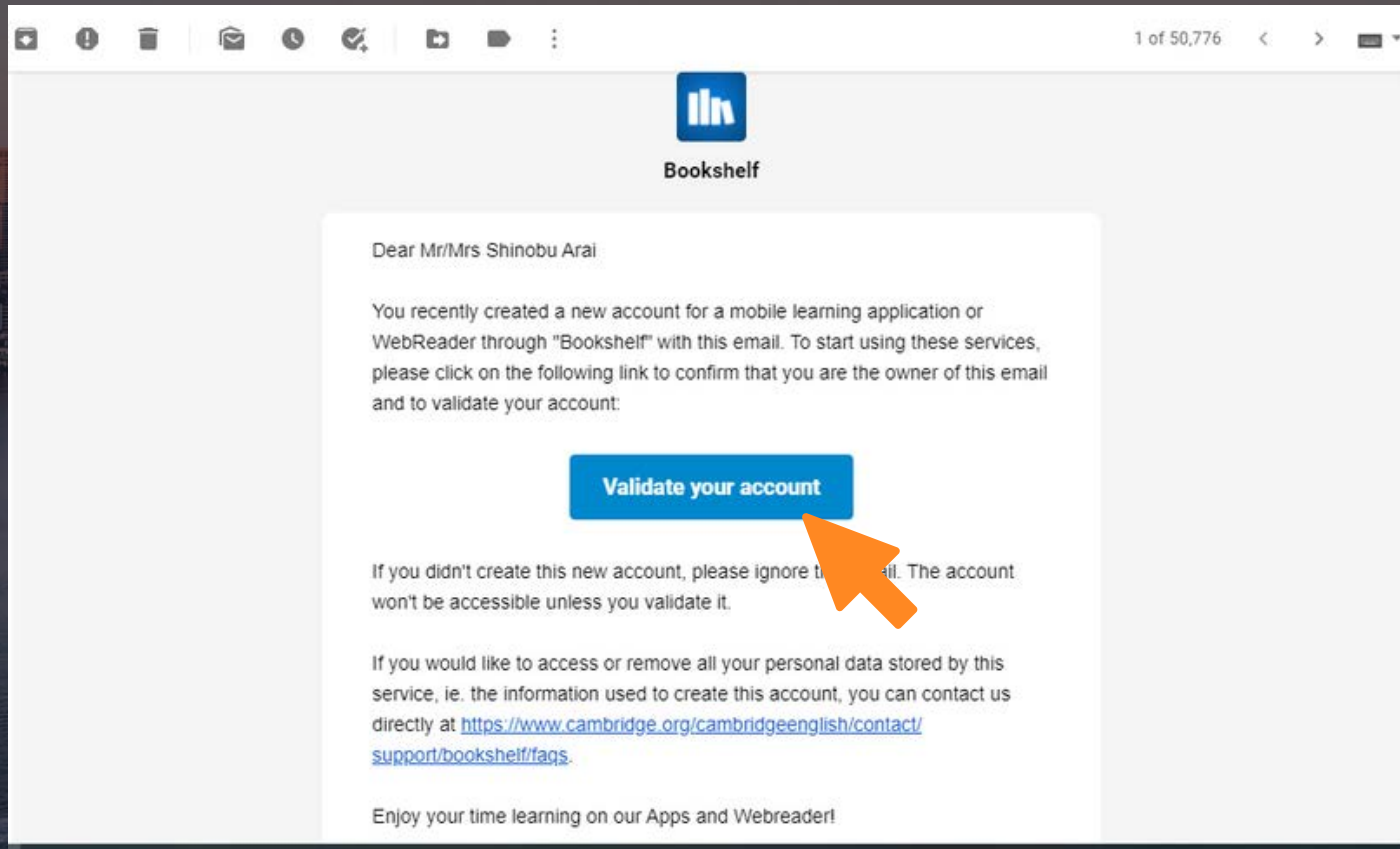 1 of 50,776
Bookshelf
Dear Mr/Mrs Shinobu Arai
You recently created a new account for a mobile learning application or
WebReader through "Bookshelf" with this email. To start using these services,
please click on the following link to confirm that you are the owner of this email
and to validate your account:
Validate your account
If you didn't create this new account, please ignore . The account
won't be accessible unless you validate it.
If you would like to access or remove all your personal data stored by this
service, ie. the information used to create this account, you can contact us
directly at https://www.cambridge.org/cambridgeenglish/contact/
support/bookshelf/faqs.
Enjoy your time learning on our Apps and Webreader!